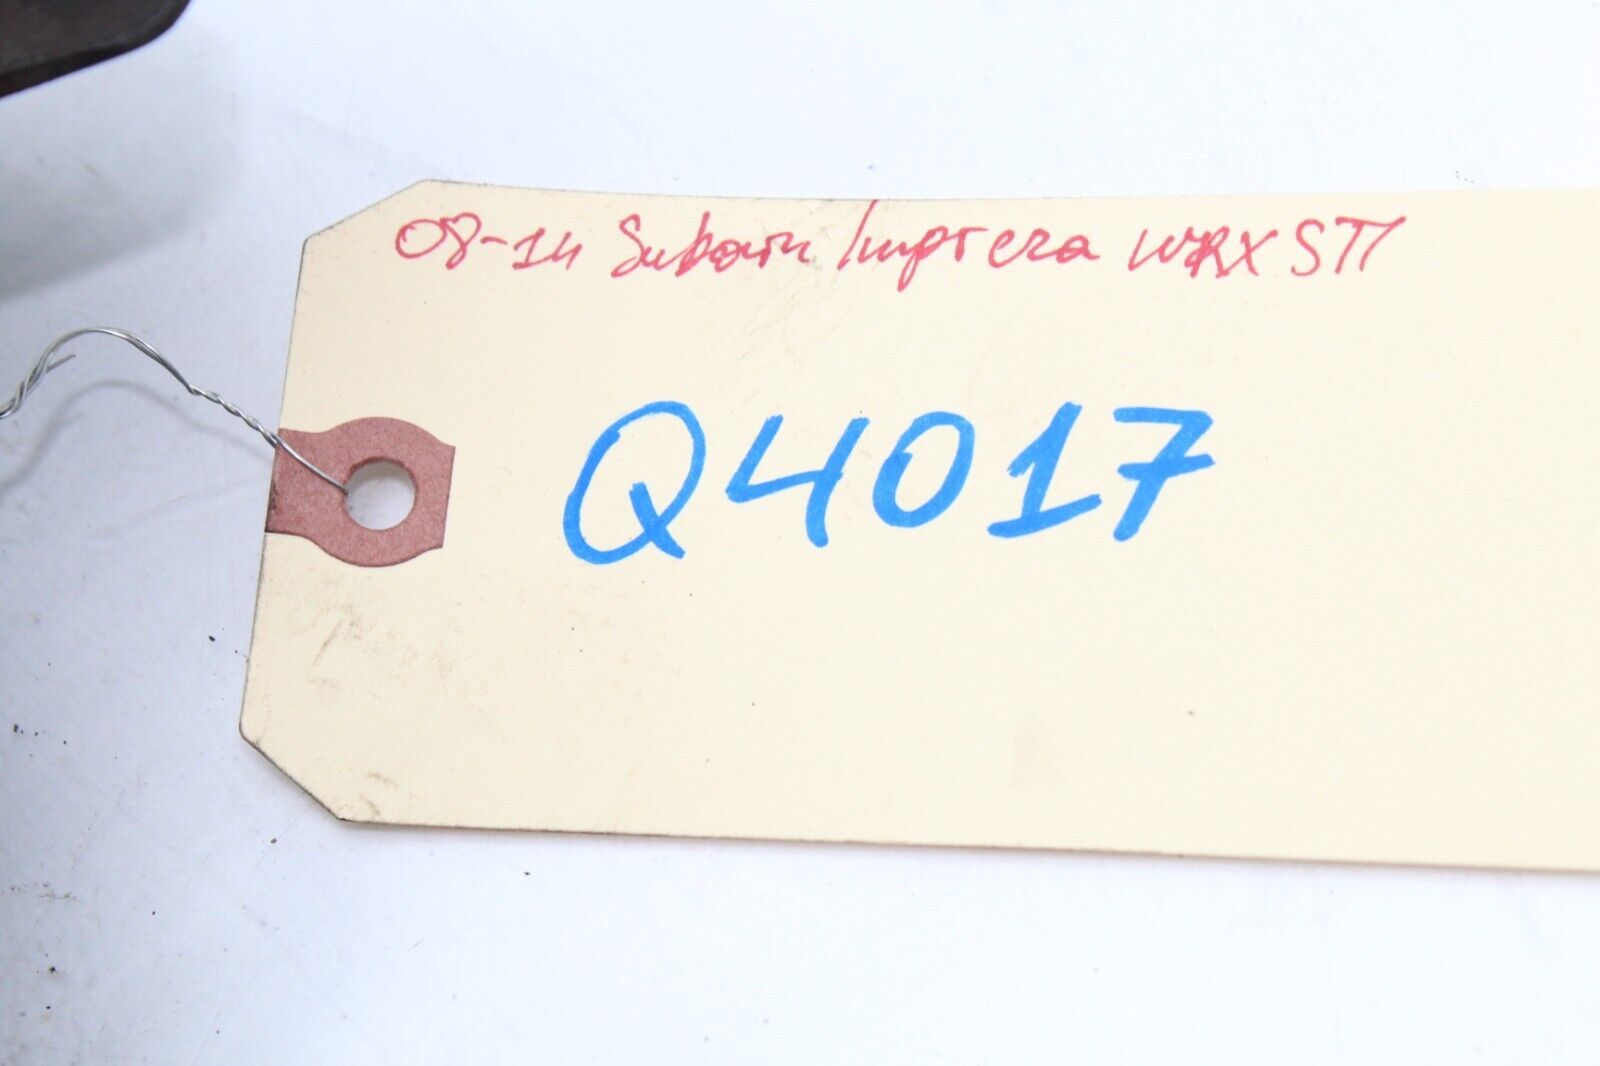 08-14 Subaru Impreza WRX STI
Q4017